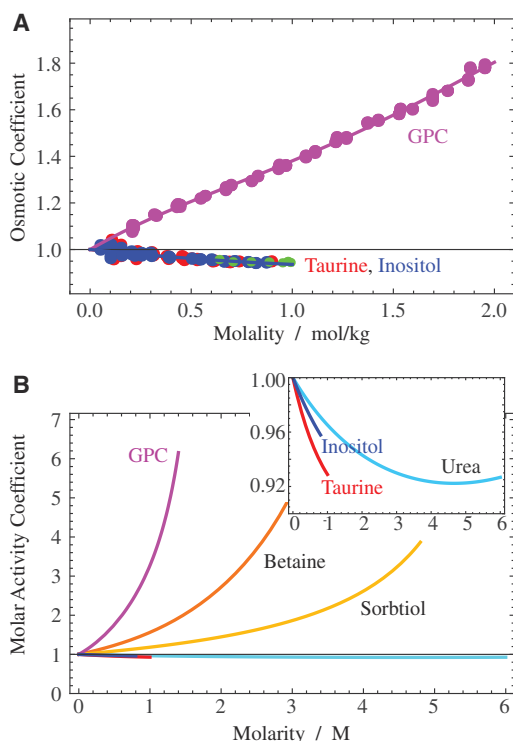 A
Osmotic Coefficient
1.8
1.6
1.4
1.2
1.0
GPC
Taurine, Inositol
0.0 0.5 1.0 1.5 2.0
Molality / mol/kg
B
Molar Activity Coefficient
7
6
5
4
3
2
1
0
GPC
Betaine
Sorbtiol
1.00
0.96
0.92
Inositol
Urea
Taurine
0 1 2 3 4 5 6
0 1 2 3 4 5 6
Molarity / M